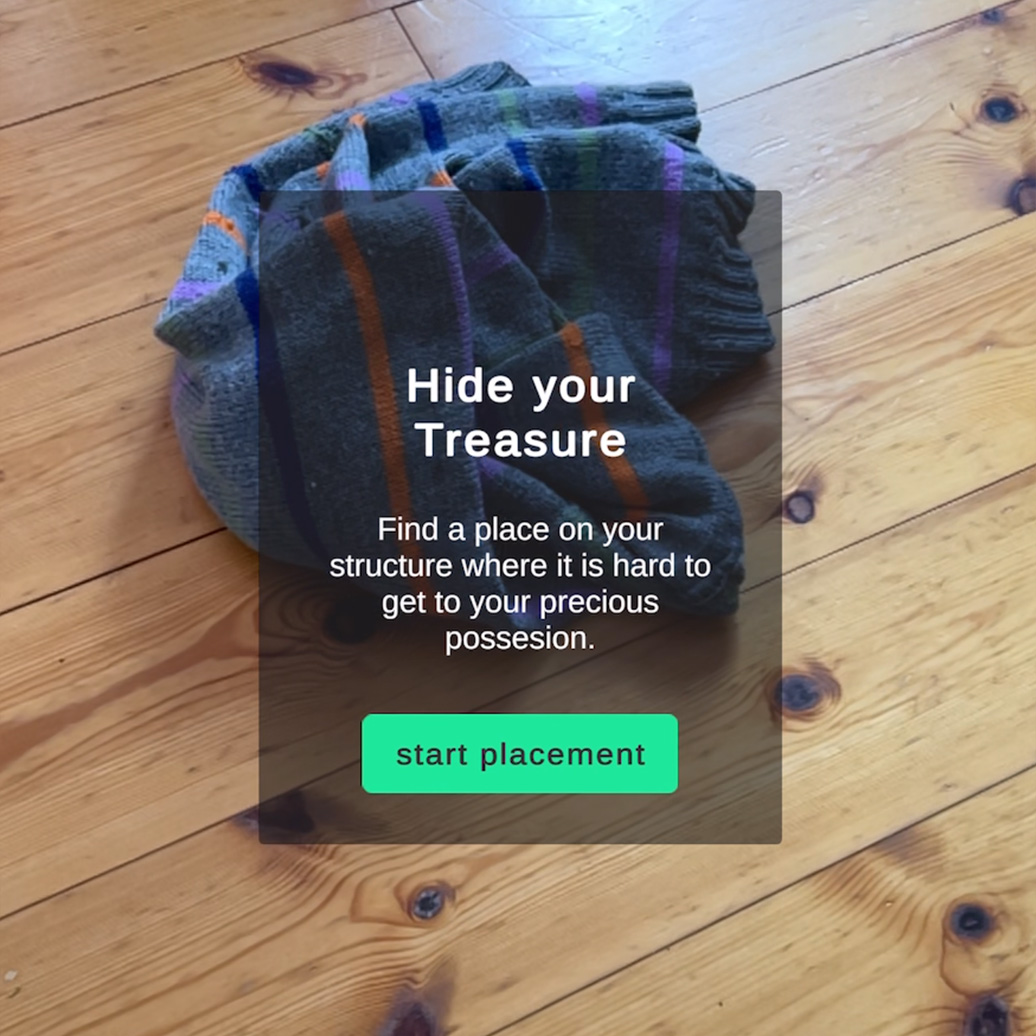 Hide your
Treasure
Find a place on your
structure where it is hard to
get to your precious
possesion.
start placement